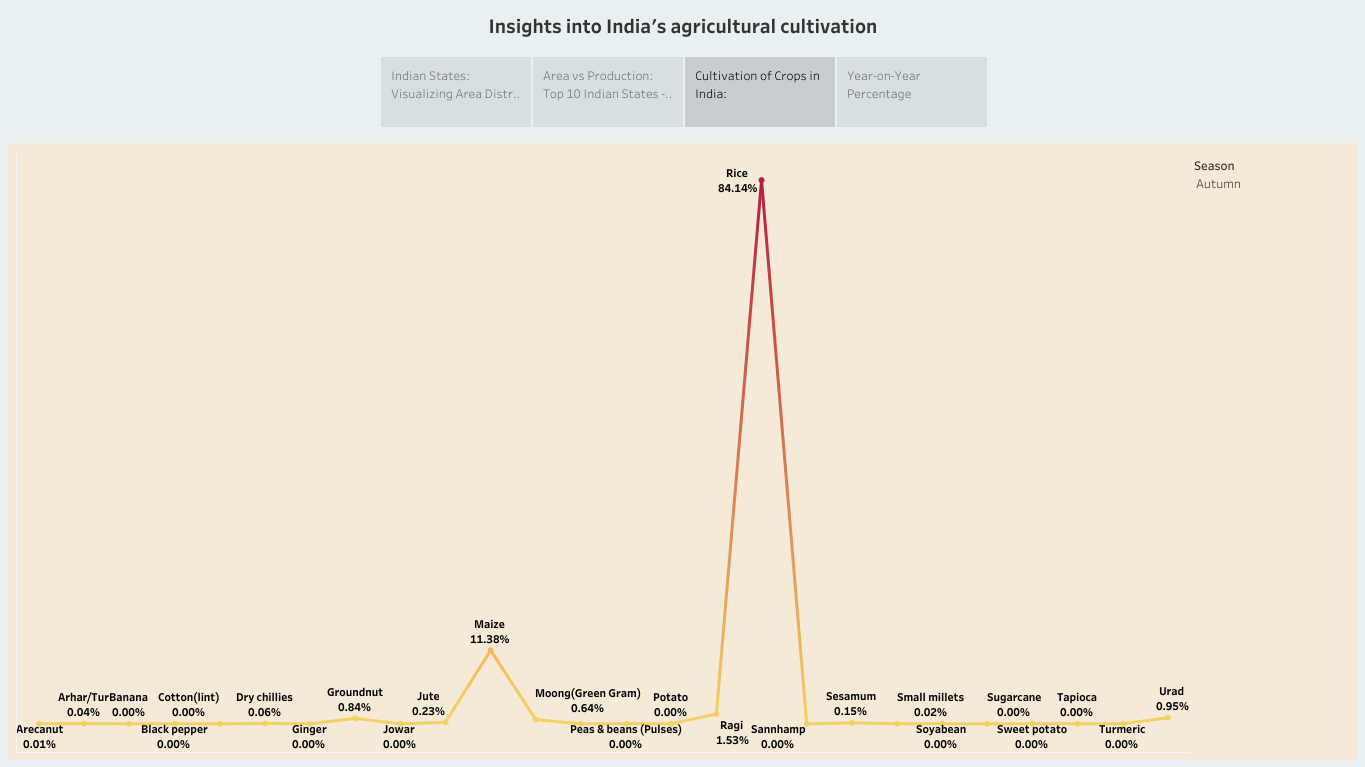 Insights into India’s agricultural cultivation
Indian States:
Visualizing Area Distr..
Area vs Production:
Top 10 Indian States -..
Cultivation of Crops in
India:
Year-on-Year
Percentage
Season
Autumn
Rice
84.14%
Maize
11.38%
Arhar/Tur
0.04%
Banana
0.00%
Cotton(lint)
0.00%
Dry chillies
0.06%
Groundnut
0.84%
Jute
0.23%
Moong(Green Gram)
0.64%
Potato
0.00%
Sesamum
0.15%
Small millets
0.02%
Sugarcane
0.00%
Tapioca
0.00%
Urad
0.95%
Arecanut
0.01%
Black pepper
0.00%
Ginger
0.00%
Jowar
0.00%
Peas & beans (Pulses)
0.00%
Ragi
1.53%
Sannhamp
0.00%
Soyabean
0.00%
Sweet potato
0.00%
Turmeric
0.00%